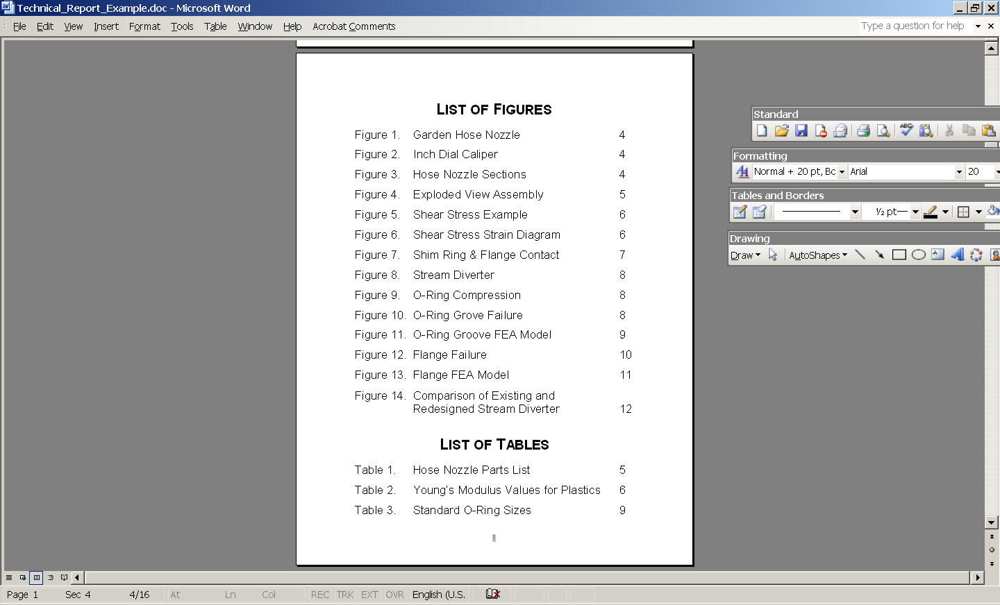 Technical_Report_Example.doc - Microsoft Word
File Edit View Insert Format Tools Table Window Help Acrobat Comments Type a question for help
LIST OF FIGURES
Figure 1. Garden Hose Nozzle 4
Figure 2. Inch Dial Caliper 4
Figure 3. Hose Nozzle Sections 4
Figure 4. Exploded View Assembly 5
Figure 5. Shear Stress Example 6
Figure 6. Shear Stress Strain Diagram 6
Figure 7. Shim Ring & Flange Contact 7
Figure 8. Stream Diverter 8
Figure 9. O-Ring Compression 8
Figure 10. O-Ring Grove Failure 8
Figure 11. O-Ring Groove FEA Model 9
Figure 12. Flange Failure 10
Figure 13. Flange FEA Model 11
Figure 14. Comparison of Existing and
Redesigned Stream Diverter 12
LIST OF TABLES
Table 1. Hose Nozzle Parts List 5
Table 2. Young's Modulus Values for Plastics 6
Table 3. Standard O-Ring Sizes 9
Standard
Formatting
Normal + 20 pt, Bc Arial 20
Tables and Borders
½ pt
Drawing
Draw AutoShapes
Page 1 Sec 4 4/16 At Ln Col REC TRK EXT OVR English (U.S.